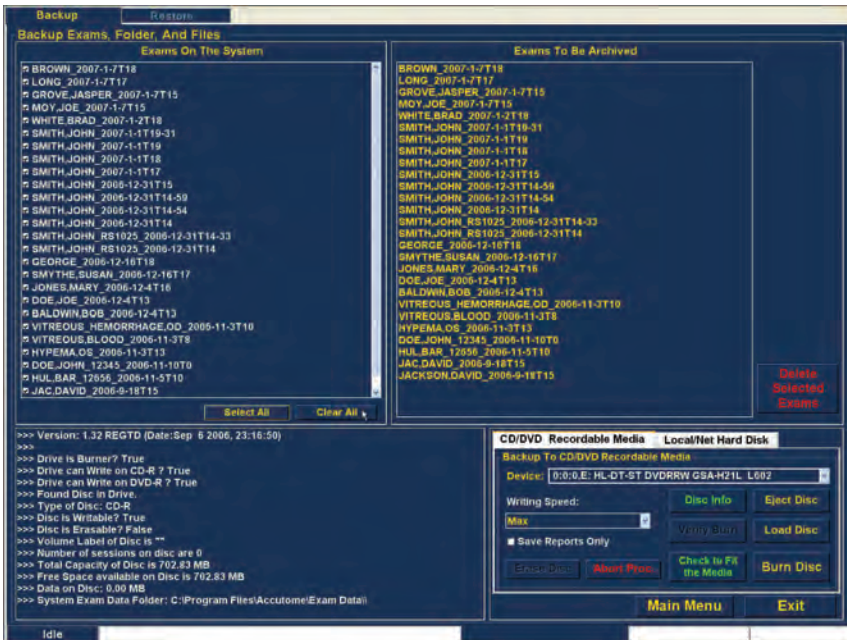 Backup
Restore
Backup Exams, Folder, And Files
Exams On The System
BROWN_2007-1-7T18
LONG_2007-1-7T17
GROVE,JASPER_2007-1-7T15
MOY,JOE_2007-1-7T15
WHITE,BRAD_2007-1-2T18
SMITH,JOHN_2007-1-1T19-31
SMITH,JOHN_2007-1-1T19
SMITH,JOHN_2007-1-1T18
SMITH,JOHN_2007-1-1T17
SMITH,JOHN_2006-12-31T15
SMITH,JOHN_2006-12-31T14-59
SMITH,JOHN_2006-12-31T14-54
SMITH,JOHN_2006-12-31T14
SMITH,JOHN_RS1025_2006-12-31T14-33
SMITH,JOHN_RS1025_2006-12-31T14
GEORGE_2006-12-16T18
SMYTHE,SUSAN_2006-12-16T17
JONES,MARY_2006-12-4T16
DOE,JOE_2006-12-4T13
BALDWIN,BOB_2006-12-4T13
VITREOUS_HEMORRHAGE,OD_2006-11-3T10
VITREOUS,BLOOD_2006-11-3T8
HYPEMA,OS_2006-11-3T13
DOE,JOHN_12345_2006-11-10T0
HUL,BAR_12656_2006-11-5T10
JAC,DAVID_2006-9-18T15
Select All
Clear All
Exams To Be Archived
BROWN_2007-1-7T18
LONG_2007-1-7T17
GROVE,JASPER_2007-1-7T15
MOY,JOE_2007-1-7T15
WHITE,BRAD_2007-1-2T18
SMITH,JOHN_2007-1-1T19-31
SMITH,JOHN_2007-1-1T19
SMITH,JOHN_2007-1-1T18
SMITH,JOHN_2007-1-1T17
SMITH,JOHN_2006-12-31T15
SMITH,JOHN_2006-12-31T14-59
SMITH,JOHN_2006-12-31T14-54
SMITH,JOHN_2006-12-31T14
SMITH,JOHN_RS1025_2006-12-31T14-33
SMITH,JOHN_RS1025_2006-12-31T14
GEORGE_2006-12-16T18
SMYTHE,SUSAN_2006-12-16T17
JONES,MARY_2006-12-4T16
DOE,JOE_2006-12-4T13
BALDWIN,BOB_2006-12-4T13
VITREOUS_HEMORRHAGE,OD_2006-11-3T10
VITREOUS,BLOOD_2006-11-3T8
HYPEMA,OS_2006-11-3T13
DOE,JOHN_12345_2006-11-10T0
HUL,BAR_12656_2006-11-5T10
JAC,DAVID_2006-9-18T15
JACKSON,DAVID_2006-9-18T15
Delete
Selected
Exams
>>> Version: 1.32 REGTD (Date:Sep 6 2006, 23:16:50)
>>>
>>> Drive is Burner? True
>>> Drive can Write on CD-R ? True
>>> Drive can Write on DVD-R ? True
>>> Found Disc in Drive.
>>> Type of Disc: CD-R
>>> Disc is Writable? True
>>> Disc is Erasable? False
>>> Volume Label of Disc is ""
>>> Number of sessions on disc are 0
>>> Total Capacity of Disc is 702.83 MB
>>> Free Space available on Disc is 702.83 MB
>>> Data on Disc: 0.00 MB
>>> System Exam Data Folder: C:\Program Files\Accutome\Exam Data\\
CD/DVD Recordable Media
Local/Net Hard Disk
Backup To CD/DVD Recordable Media
Device: 0:0:0,E: HL-DT-ST DVDRRW GSA-H21L L602
Writing Speed:
Max
Save Reports Only
Disc Info
Eject Disc
Verify Burn
Load Disc
Erase Disc
Abort Proc.
Check to Fit
the Media
Burn Disc
Main Menu
Exit
Idle